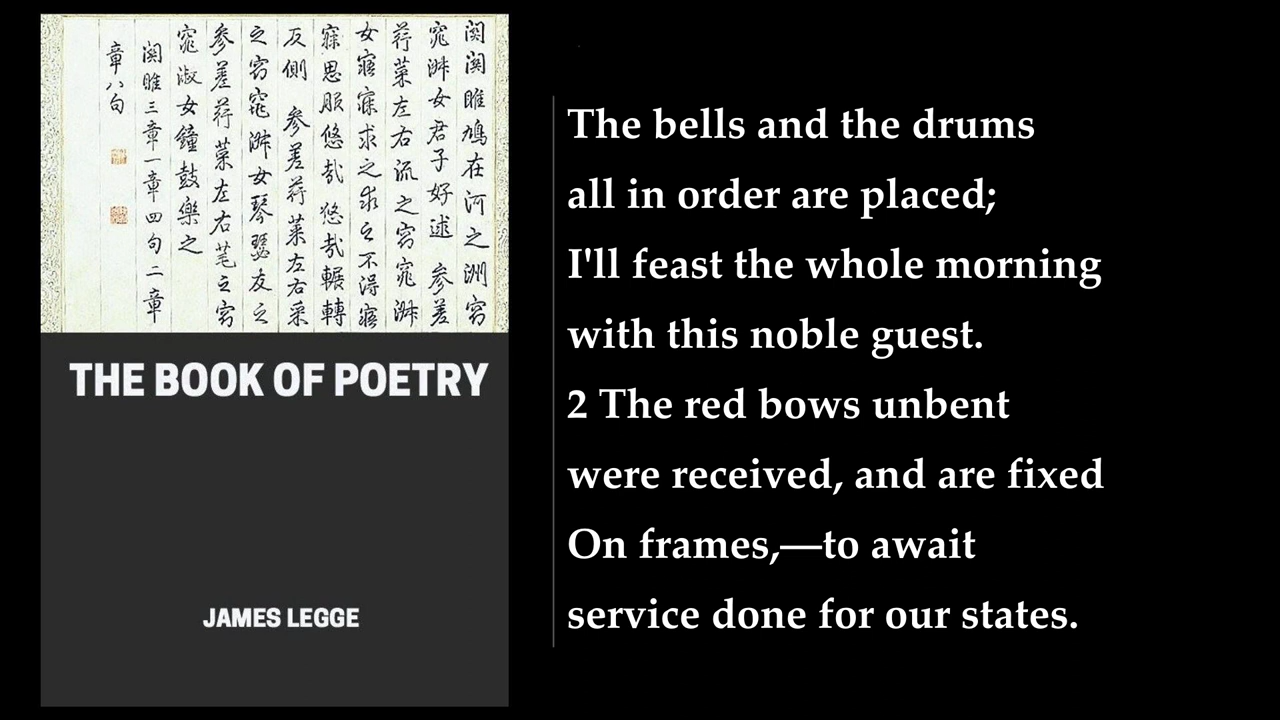 關關雎鳩在河之洲窈
窕淑女君子好逑 參差
荇菜左右流之窈窕淑
女寤寐求之求之不得寤
寐思服悠哉悠哉輾轉
反側 參差荇菜左右采
之窈窕淑女琴瑟友之
參差荇菜左右芼之窈
窕淑女鐘鼓樂之
關雎三章一章四句二章
章八句
THE BOOK OF POETRY
JAMES LEGGE
The bells and the drums
all in order are placed;
I'll feast the whole morning
with this noble guest.
2 The red bows unbent
were received, and are fixed
On frames,—to await
service done for our states.